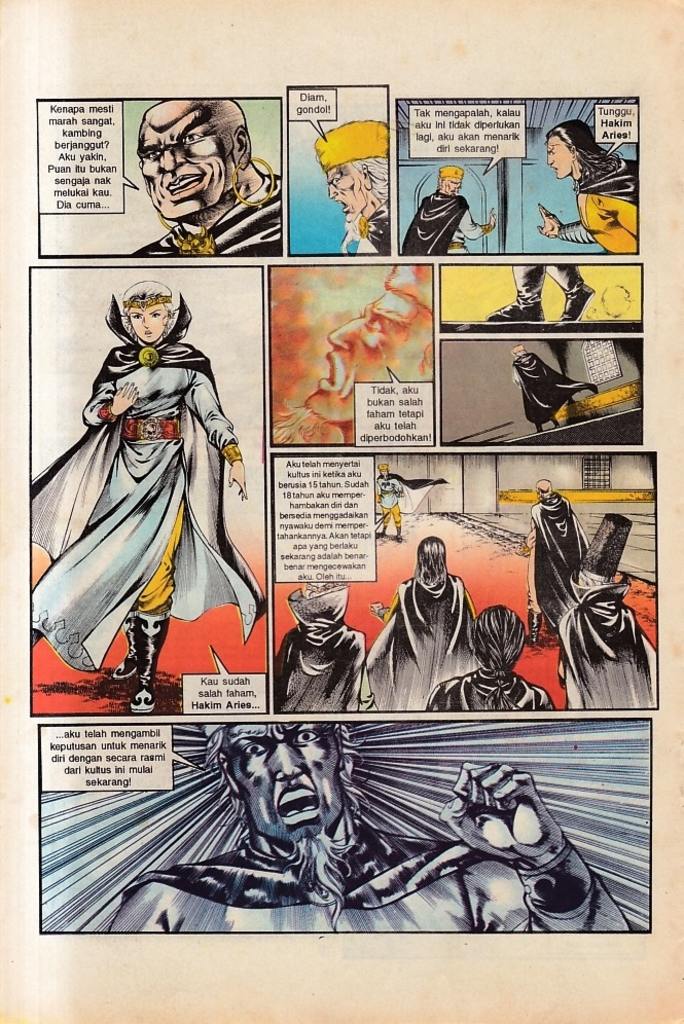 Kenapa mesti
marah sangat,
kambing
berjanggut?
Aku yakin,
Puan itu bukan
sengaja nak
melukai kau.
Dia cuma...
Diam,
gondol!
Tak mengapalah, kalau
aku ini tidak diperlukan
lagi, aku akan menarik
diri sekarang!
Tunggu,
Hakim
Aries!
Kau sudah
salah faham,
Hakim Aries...
Tidak, aku
bukan salah
faham tetapi
aku telah
diperbodohkan!
Aku telah menyertai
kultus ini ketika aku
berusia 15 tahun. Sudah
18 tahun aku memper-
hambakan diri dan
bersedia menggadaikan
nyawaku demi memper-
tahankannya. Akan tetapi
apa yang berlaku
sekarang adalah benar-
benar mengecewakan
aku. Oleh itu...
...aku telah mengambil
keputusan untuk menarik
diri dengan secara rasmi
dari kultus ini mulai
sekarang!